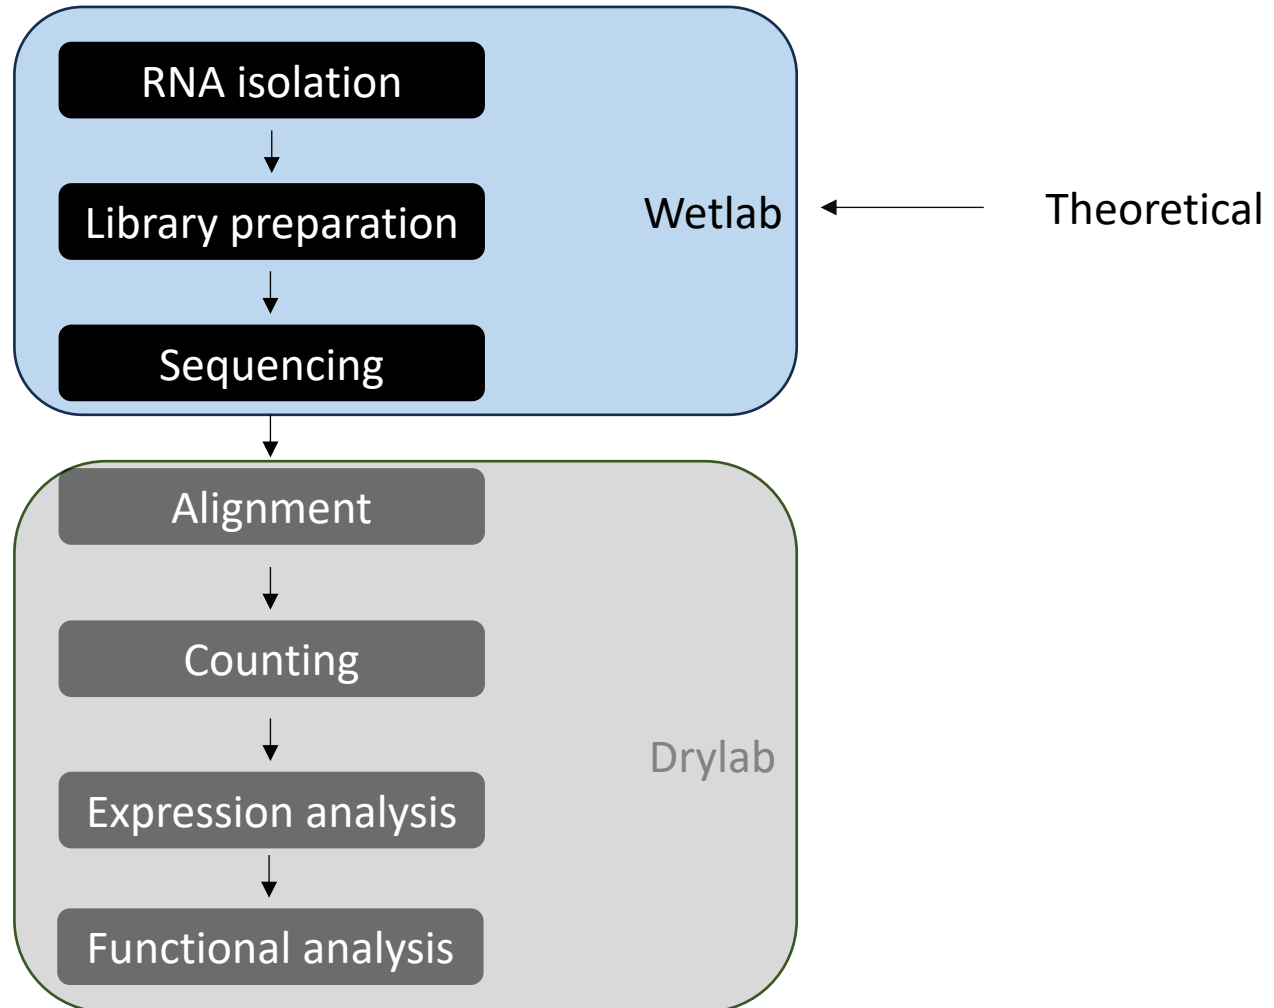 RNA isolation
Library preparation
Wetlab
Theoretical
Sequencing
Alignment
Counting
Drylab
Expression analysis
Functional analysis